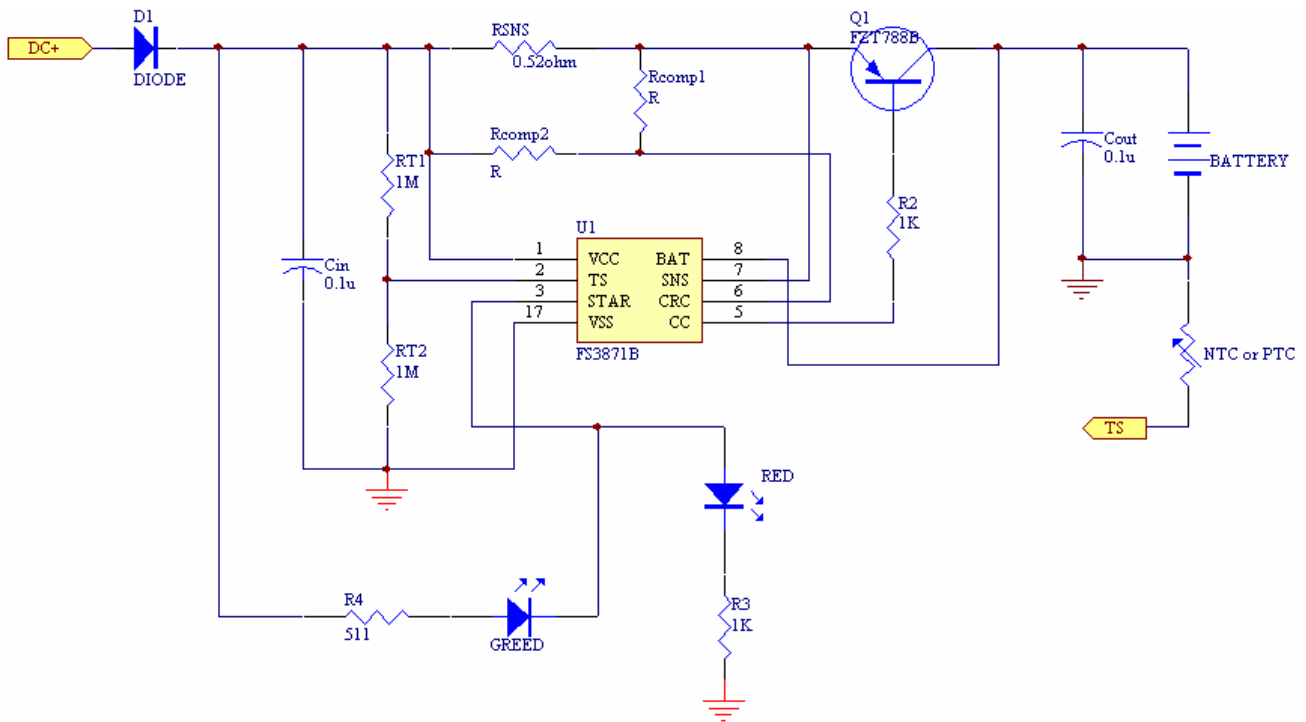 D1
DC+
DIODE
RSNS
0.52ohm
Q1
FZT788B
Rcomp1
R
Rcomp2
R
RT1
1M
Cout
0.1u
BATTERY
R2
1K
U1
Cin
0.1u
1 VCC BAT 8
2 TS SNS 7
3 STAR CRC 6
17 VSS CC 5
FS3871B
RT2
1M
NTC or PTC
TS
RED
R4
511
GREED
R3
1K